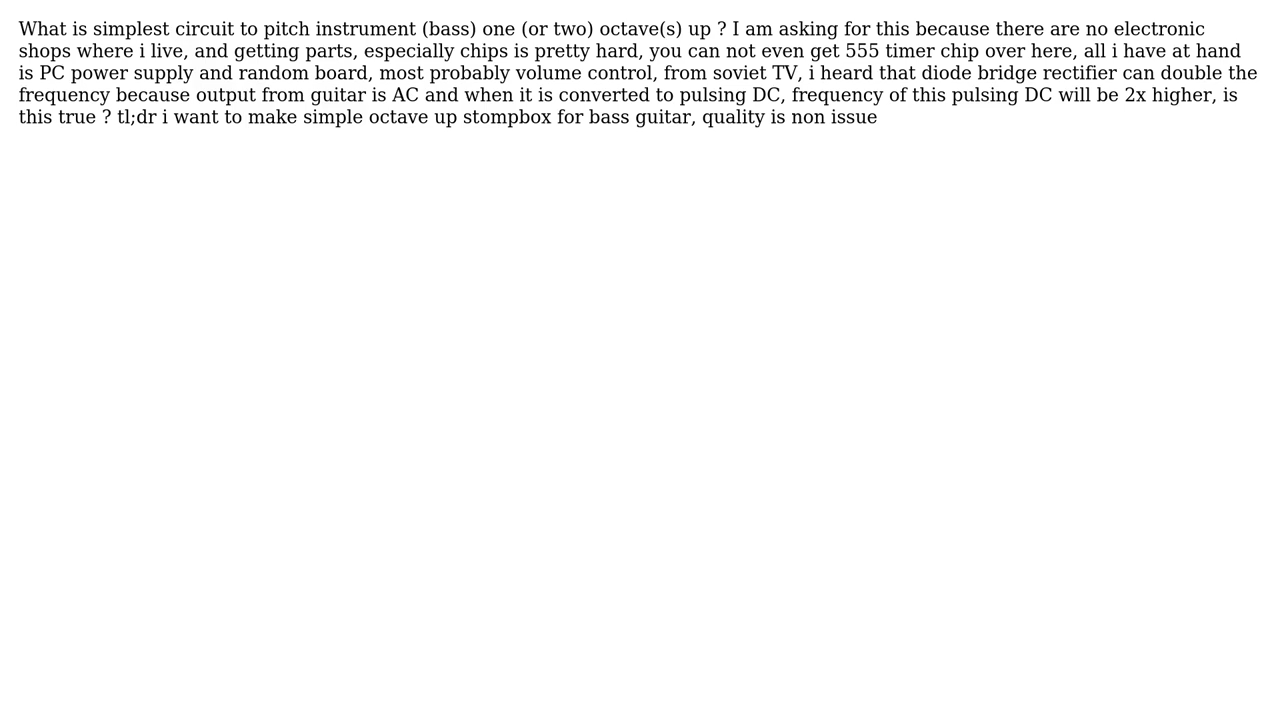 What is simplest circuit to pitch instrument (bass) one (or two) octave(s) up ? I am asking for this because there are no electronic
shops where i live, and getting parts, especially chips is pretty hard, you can not even get 555 timer chip over here, all i have at hand
is PC power supply and random board, most probably volume control, from soviet TV, i heard that diode bridge rectifier can double the
frequency because output from guitar is AC and when it is converted to pulsing DC, frequency of this pulsing DC will be 2x higher, is
this true ? tl;dr i want to make simple octave up stompbox for bass guitar, quality is non issue